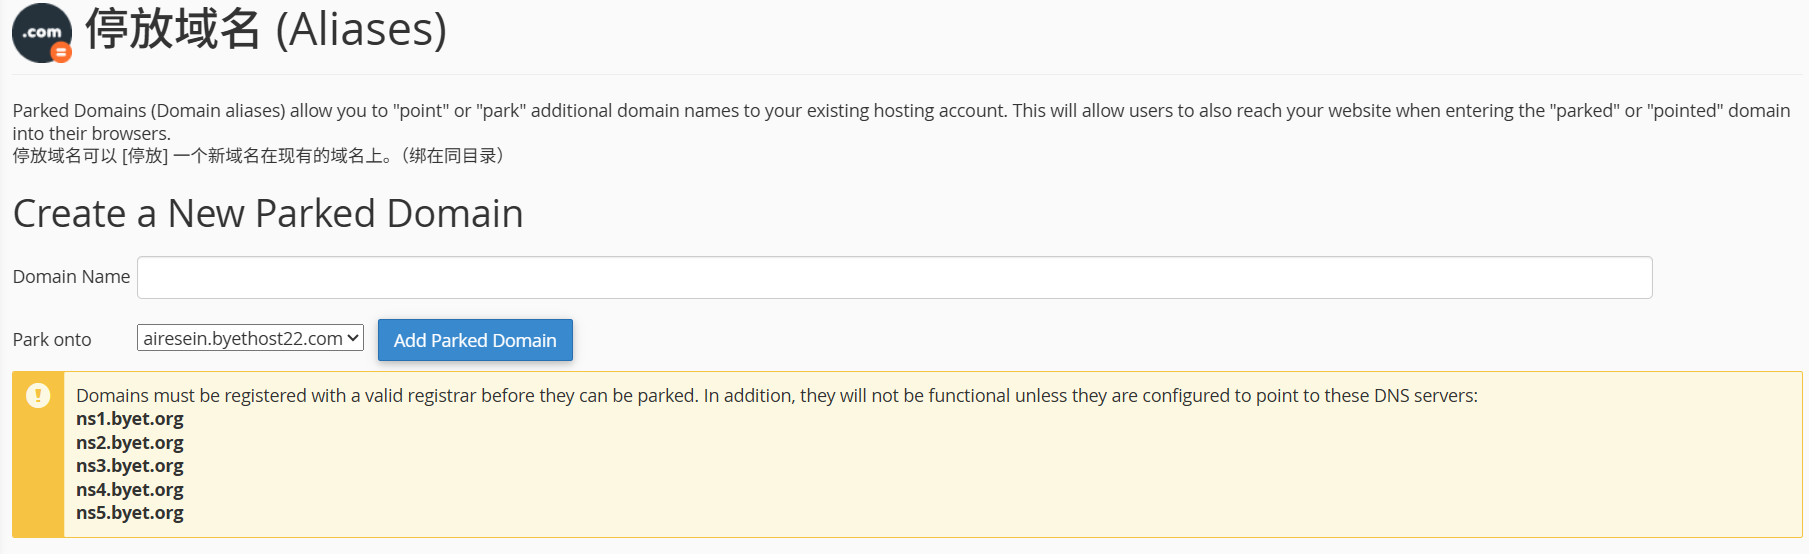 .com
停放域名 (Aliases)
Parked Domains (Domain aliases) allow you to "point" or "park" additional domain names to your existing hosting account. This will allow users to also reach your website when entering the "parked" or "pointed" domain
into their browsers.
停放域名可以 [停放] 一个新域名在现有的域名上。（绑在同目录）
Create a New Parked Domain
Domain Name
Park onto airesein.byethost22.com Add Parked Domain
Domains must be registered with a valid registrar before they can be parked. In addition, they will not be functional unless they are configured to point to these DNS servers:
ns1.byet.org
ns2.byet.org
ns3.byet.org
ns4.byet.org
ns5.byet.org